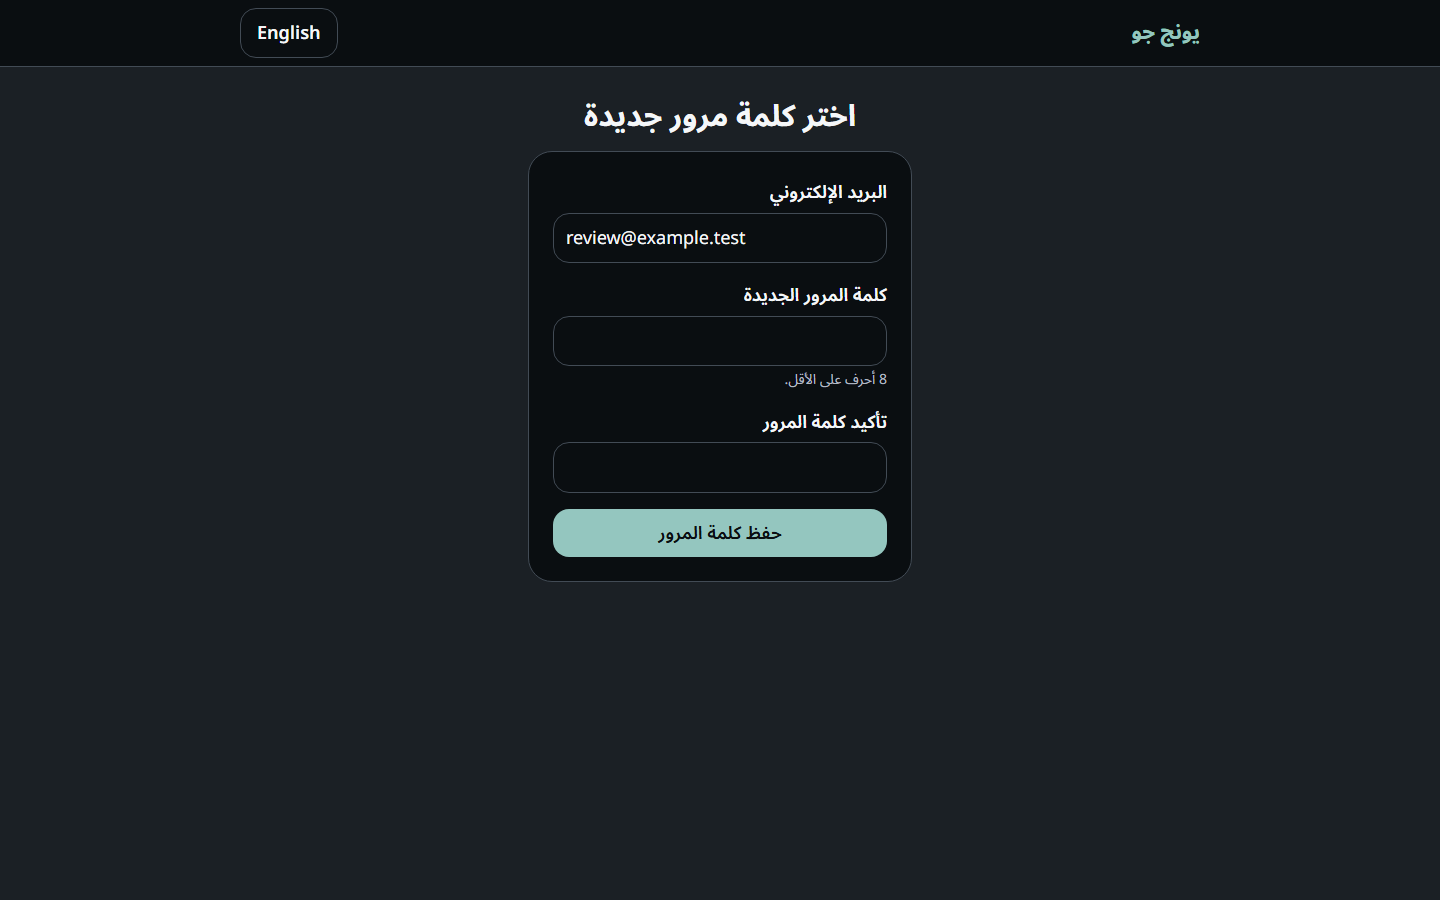 يونج جو
English
اختر كلمة مرور جديدة
البريد الإلكتروني
review@example.test
كلمة المرور الجديدة
8 أحرف على الأقل.
تأكيد كلمة المرور
حفظ كلمة المرور